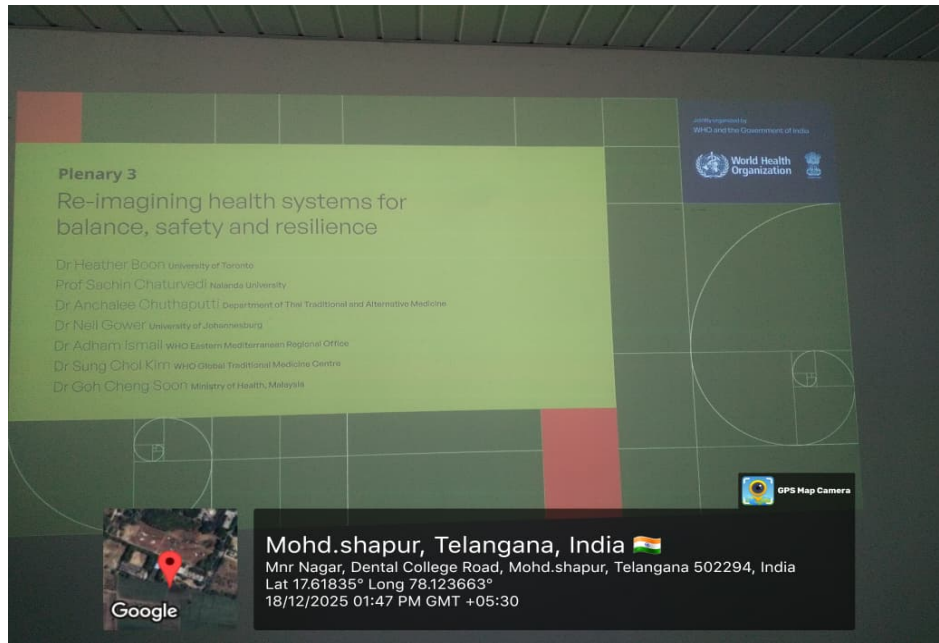 Plenary 3
Re-imagining health systems for
balance, safety and resilience
Dr Heather Boon University of Toronto
Prof Sachin Chaturvedi Nalanda University
Dr Anchalee Chuthaputti Department of Thai Traditional and Alternative Medicine
Dr Nell Gower University of Johannesburg
Dr Adham Ismail WHO Eastern Mediterranean Regional Office
Dr Sung Chol Kim WHO Global Traditional Medicine Centre
Dr Goh Cheng Soon Ministry of Health, Malaysia
Jointly organized by
WHO and the Government of India
World Health
Organization
GPS Map Camera
Mohd.shapur, Telangana, India
Mnr Nagar, Dental College Road, Mohd.shapur, Telangana 502294, India
Lat 17.61835° Long 78.123663°
18/12/2025 01:47 PM GMT +05:30
Google